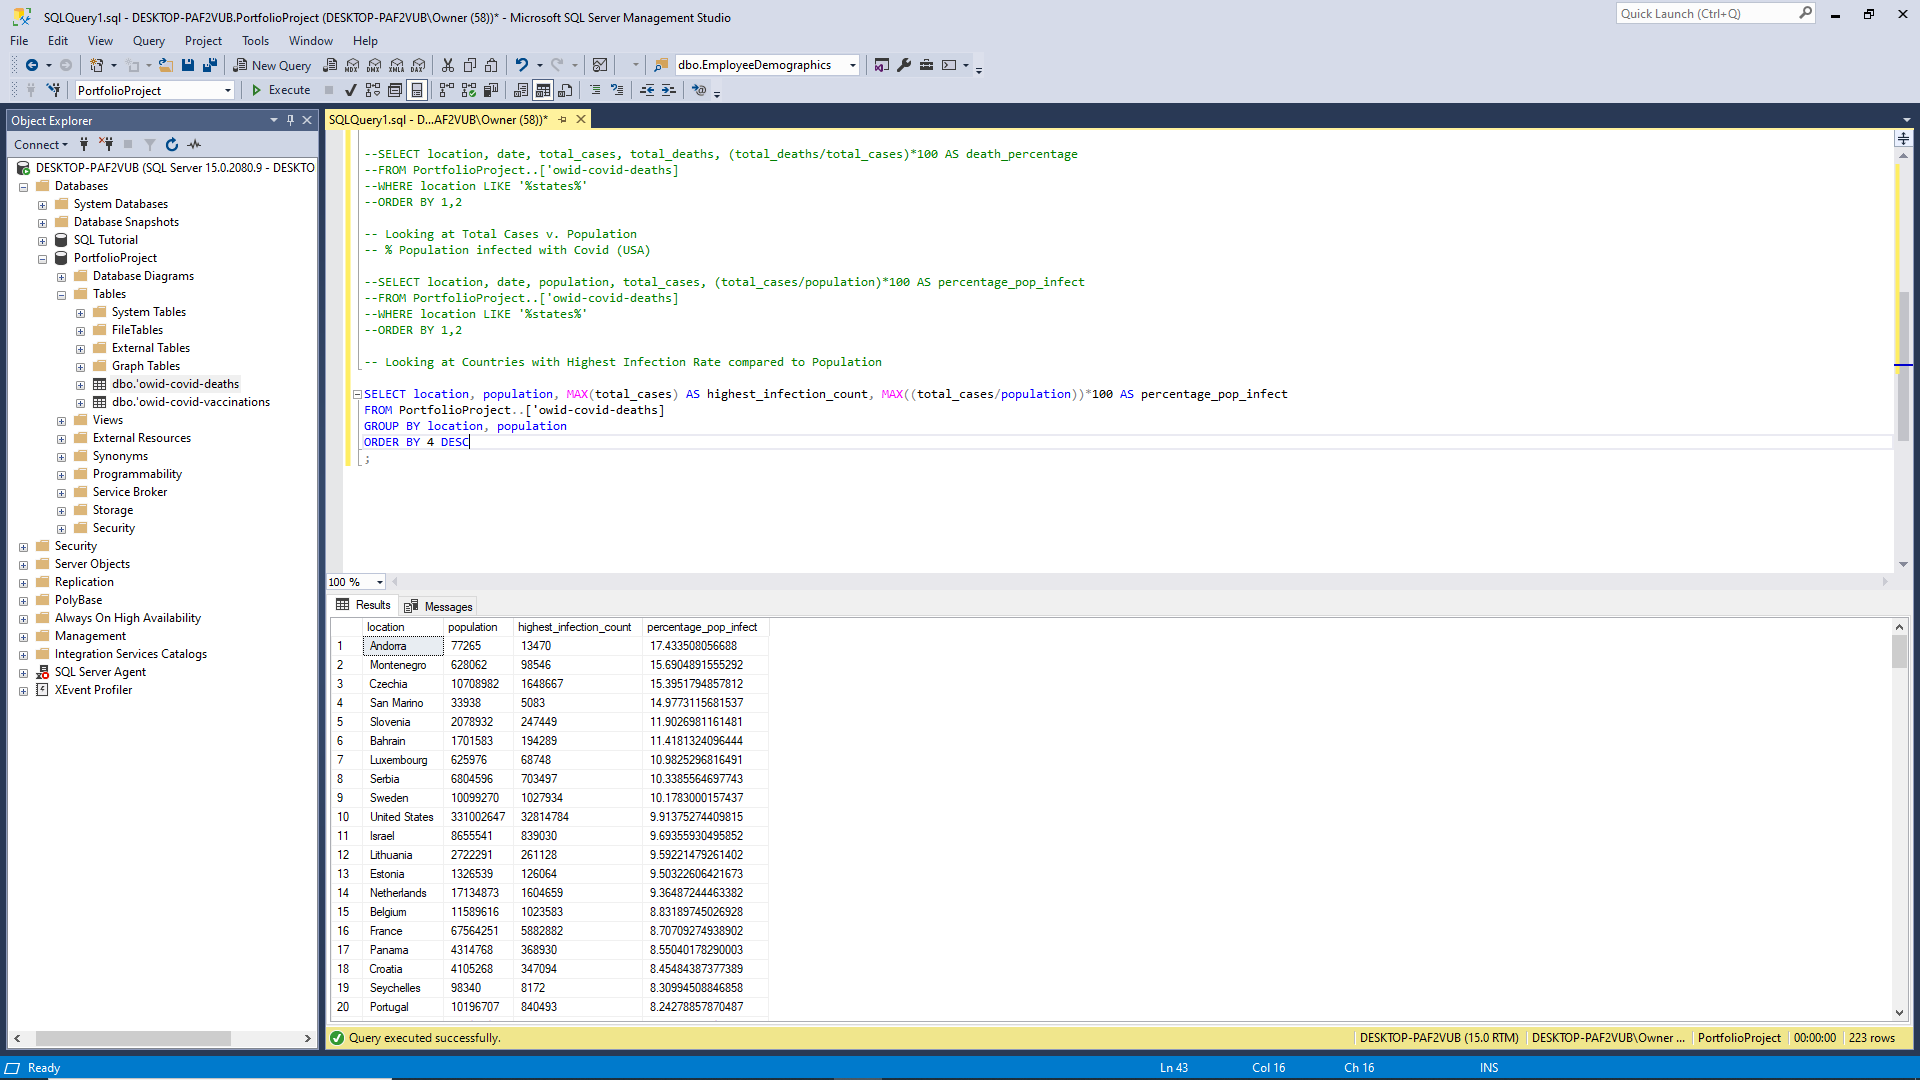 SQLQuery1.sql - DESKTOP-PAF2VUB.PortfolioProject (DESKTOP-PAF2VUB\Owner (58))* - Microsoft SQL Server Management Studio
Quick Launch (Ctrl+Q)
File Edit View Query Project Tools Window Help
New Query
MDX DMX XMLA DAX
dbo.EmployeeDemographics
PortfolioProject
Execute
Object Explorer
SQLQuery1.sql - D...AF2VUB\Owner (58))*
Connect
DESKTOP-PAF2VUB (SQL Server 15.0.2080.9 - DESKTO
Databases
System Databases
Database Snapshots
SQL Tutorial
PortfolioProject
Database Diagrams
Tables
System Tables
FileTables
External Tables
Graph Tables
dbo.'owid-covid-deaths
dbo.'owid-covid-vaccinations
Views
External Resources
Synonyms
Programmability
Service Broker
Storage
Security
Security
Server Objects
Replication
PolyBase
Always On High Availability
Management
Integration Services Catalogs
SQL Server Agent
XEvent Profiler
--SELECT location, date, total_cases, total_deaths, (total_deaths/total_cases)*100 AS death_percentage
--FROM PortfolioProject..['owid-covid-deaths]
--WHERE location LIKE '%states%'
--ORDER BY 1,2
-- Looking at Total Cases v. Population
-- % Population infected with Covid (USA)
--SELECT location, date, population, total_cases, (total_cases/population)*100 AS percentage_pop_infect
--FROM PortfolioProject..['owid-covid-deaths]
--WHERE location LIKE '%states%'
--ORDER BY 1,2
-- Looking at Countries with Highest Infection Rate compared to Population
SELECT location, population, MAX(total_cases) AS highest_infection_count, MAX((total_cases/population))*100 AS percentage_pop_infect
FROM PortfolioProject..['owid-covid-deaths]
GROUP BY location, population
ORDER BY 4 DESC
;
100 %
Results Messages
location population highest_infection_count percentage_pop_infect
1 Andorra 77265 13470 17.433508056688
2 Montenegro 628062 98546 15.6904891555292
3 Czechia 10708982 1648667 15.3951794857812
4 San Marino 33938 5083 14.9773115681537
5 Slovenia 2078932 247449 11.9026981161481
6 Bahrain 1701583 194289 11.4181324096444
7 Luxembourg 625976 68748 10.9825296816491
8 Serbia 6804596 703497 10.3385564697743
9 Sweden 10099270 1027934 10.1783000157437
10 United States 331002647 32814784 9.91375274409815
11 Israel 8655541 839030 9.69355930495852
12 Lithuania 2722291 261128 9.59221479261402
13 Estonia 1326539 126064 9.50322606421673
14 Netherlands 17134873 1604659 9.36487244463382
15 Belgium 11589616 1023583 8.83189745026928
16 France 67564251 5882882 8.70709274938902
17 Panama 4314768 368930 8.55040178290003
18 Croatia 4105268 347094 8.45484387377389
19 Seychelles 98340 8172 8.30994508846858
20 Portugal 10196707 840493 8.24278857870487
Query executed successfully.
DESKTOP-PAF2VUB (15.0 RTM) DESKTOP-PAF2VUB\Owner ... PortfolioProject 00:00:00 223 rows
Ready
Ln 43 Col 16 Ch 16 INS